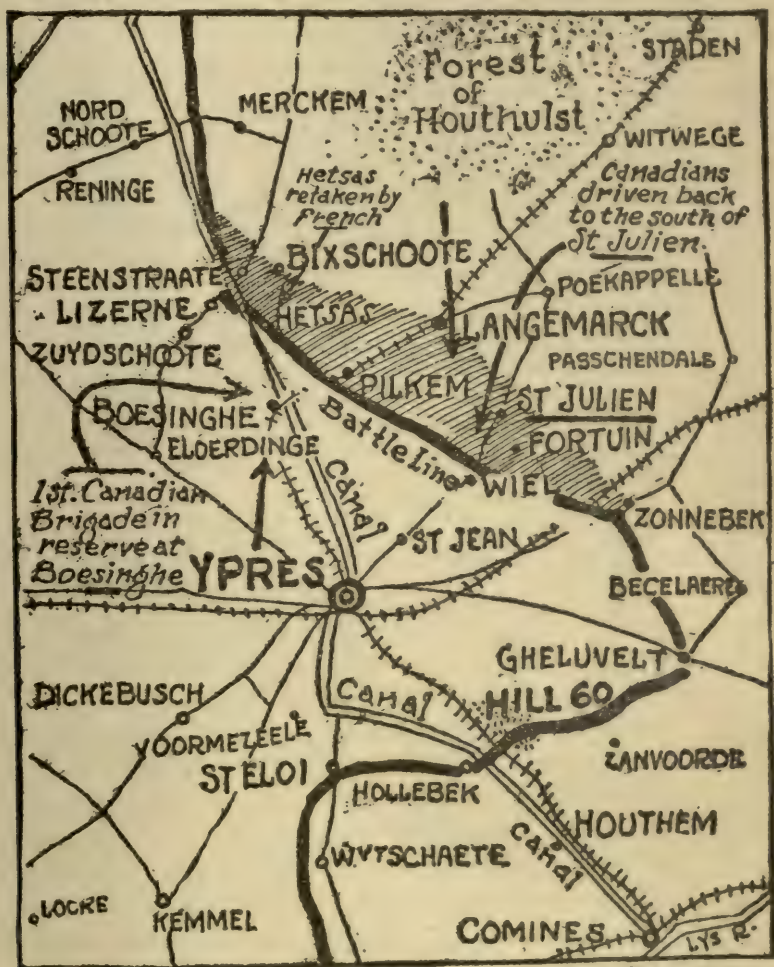 STADEN
Forest
of
Houthulst
NORD
SCHOOTE
MERCKEM
WITWEGE
RENINGE
Hetsas
retaken by
French
Canadians
driven back
to the south of
St Julien.
BIXSCHOOTE
STEENSTRAATE
POEKAPPELLE
LIZERNE
HETSAS
LANGEMARCK
ZUYDSCHOOTE
PASSCHENDALE
PILKEM
ST JULIEN
BOESINGHE
FORTUIN
ELOERDINGE
Battle Line
WIEL
Canal
1st. Canadian
Brigade in
reserve at
Boesinghe
ZONNEBEK
ST JEAN
YPRES
BECELAERE
GHELUVELT
DICKEBUSCH
Canal
HILL 60
VOORMEZEELE
ZANVOORDE
ST ELOI
HOLLEBEK
HOUTHEM
Canal
WYTSCHAETE
LOCRE
KEMMEL
COMINES
LYS R.